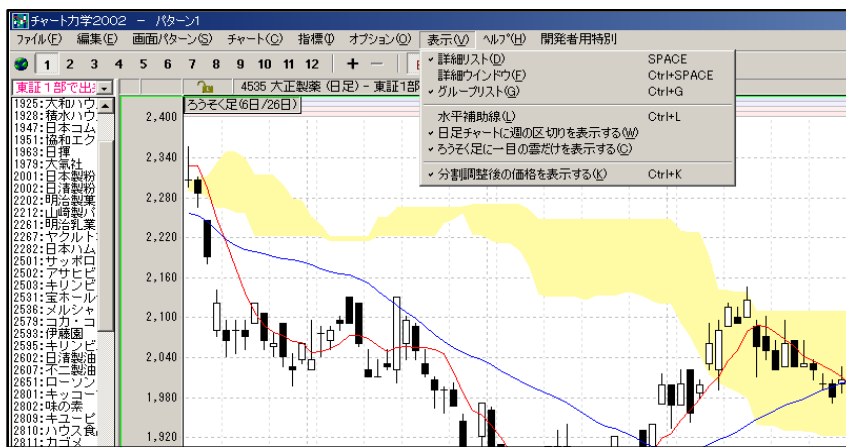 チャート力学2002 － パターン1
ファイル(F) 編集(E) 画面パターン(S) チャート(C) 指標(I) オプション(O) 表示(V) ヘルプ(H) 開発者用特別
1 2 3 4 5 6 7 8 9 10 11 12 + −
東証１部で出
4535 大正製薬 (日足) - 東証1部
詳細リスト(D) SPACE
詳細ウインドウ(F) Ctrl+SPACE
グループリスト(G) Ctrl+G
水平補助線(L) Ctrl+L
日足チャートに週の区切りを表示する(W)
ろうそく足に一目の雲だけを表示する(C)
分割調整後の価格を表示する(K) Ctrl+K
1925:大和ハウ
1928:積水ハウ
1947:日本コム
1951:協和エク
1963:日揮
1979:大氣社
2001:日本製粉
2002:日清製粉
2202:明治製菓
2212:山崎製パ
2261:明治乳業
2267:ヤクルト
2282:日本ハム
2501:サッポロ
2502:アサヒビ
2503:キリンビ
2531:宝ホール
2536:メルシャ
2579:コカ・コ
2593:伊藤園
2595:キリンビ
2602:日清製油
2607:不二製油
2651:ローソン
2801:キッコー
2802:味の素
2809:キユーピ
2810:ハウス食
2811:カゴメ
ろうそく足(6日/26日)
2,400
2,340
2,280
2,220
2,160
2,100
2,040
1,980
1,920